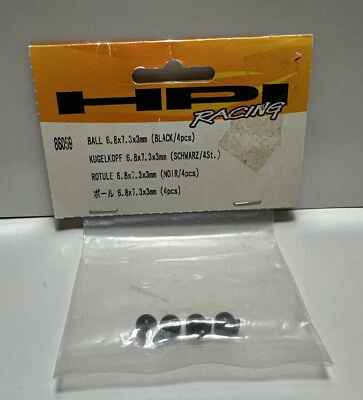 HPI
RACING
86059
BALL 6.8x7.3x3mm (BLACK/4pcs)
KUGELKOPF 6.8x7.3x3mm (SCHWARZ/4St.)
ROTULE 6.8x7.3x3mm (NOIR/4pcs)
ボール 6.8x7.3x3mm (4pcs)